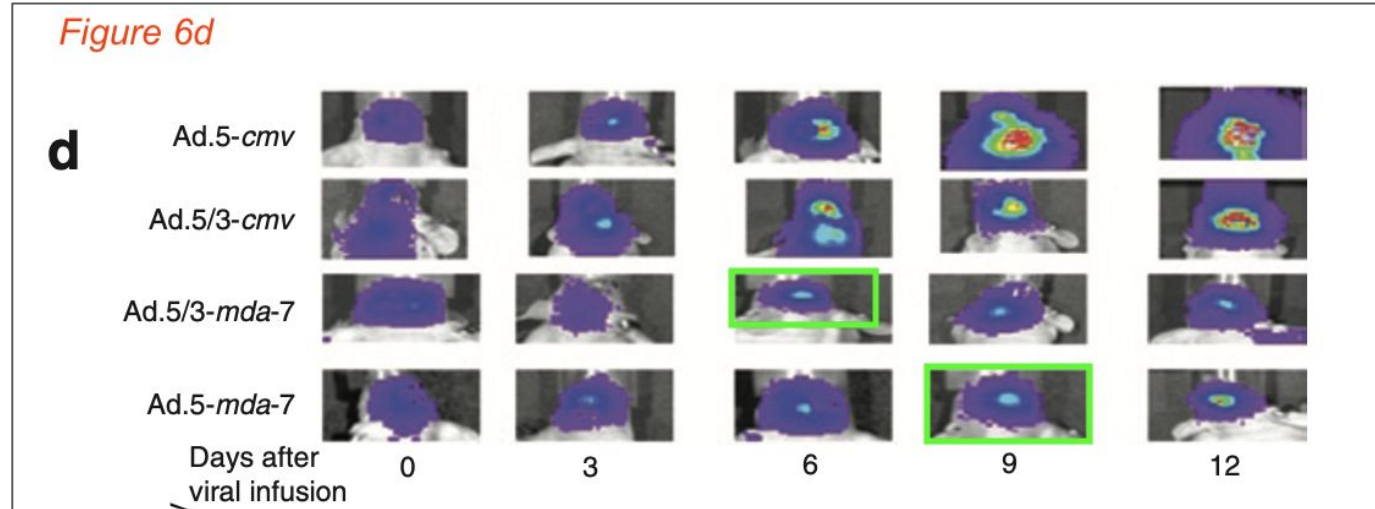 Figure 6d
d
Ad.5-cmv
Ad.5/3-cmv
Ad.5/3-mda-7
Ad.5-mda-7
Days after
viral infusion
0 3 6 9 12